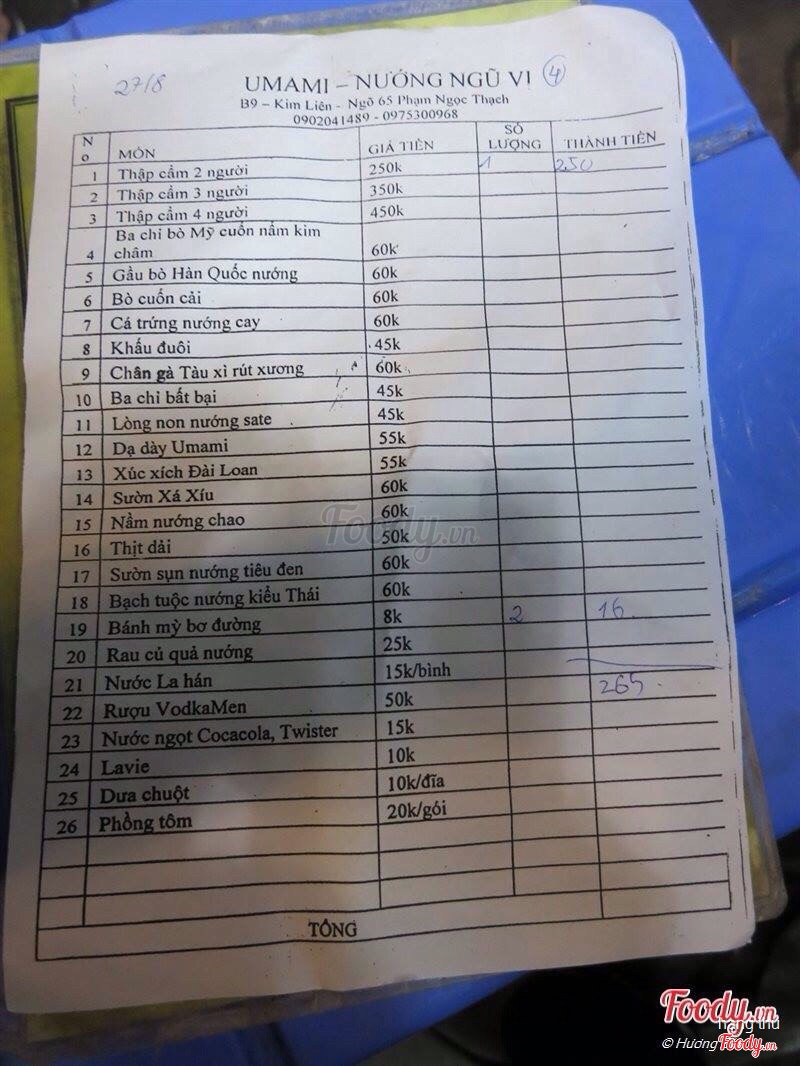 27/8
UMAMI – NƯỚNG NGŨ VỊ 4
B9 – Kim Liên - Ngõ 65 Phạm Ngọc Thạch
0902041489 - 0975300968
No MÓN GIÁ TIỀN SỐ LƯỢNG THÀNH TIỀN
1 Thập cẩm 2 người 250k 1 250
2 Thập cẩm 3 người 350k
3 Thập cẩm 4 người 450k
4 Ba chỉ bò Mỹ cuốn nấm kim châm 60k
5 Gầu bò Hàn Quốc nướng 60k
6 Bò cuốn cải 60k
7 Cá trứng nướng cay 60k
8 Khấu đuôi 45k
9 Chân gà Tàu xì rút xương 60k
10 Ba chỉ bất bại 45k
11 Lòng non nướng sate 45k
12 Dạ dày Umami 55k
13 Xúc xích Đài Loan 55k
14 Sườn Xá Xíu 60k
15 Nầm nướng chao 60k
16 Thịt dải 50k
17 Sườn sụn nướng tiêu đen 60k
18 Bạch tuộc nướng kiểu Thái 60k
19 Bánh mỳ bơ đường 8k 2 16
20 Rau củ quả nướng 25k
21 Nước La hán 15k/bình 265
22 Rượu VodkaMen 50k
23 Nước ngọt Cocacola, Twister 15k
24 Lavie 10k
25 Dưa chuột 10k/đĩa
26 Phồng tôm 20k/gói
TỔNG
Foody.vn
Foody.vn
hàng thứ
© Hương Foody.vn